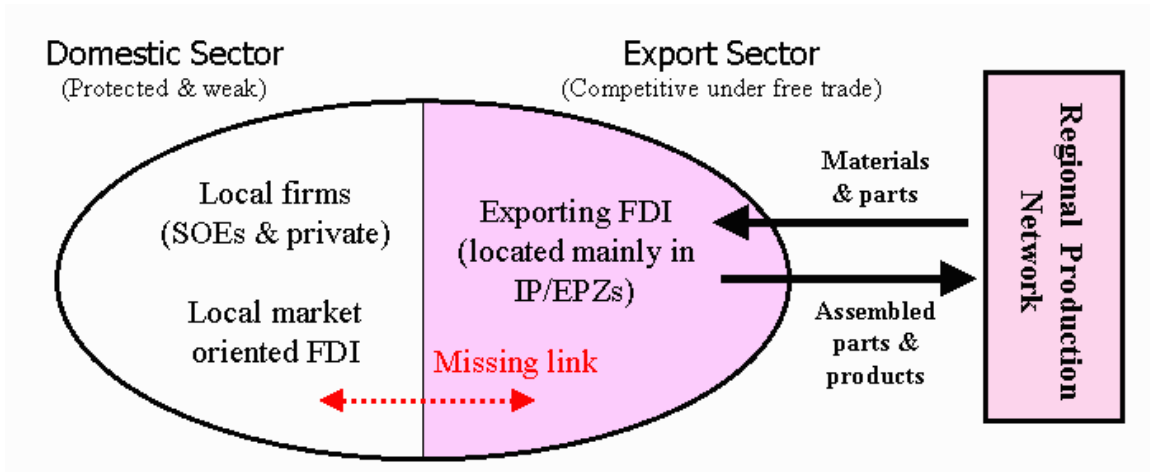 Domestic Sector
(Protected & weak)
Export Sector
(Competitive under free trade)
Local firms
(SOEs & private)
Local market
oriented FDI
Exporting FDI
(located mainly in
IP/EPZs)
Missing link
Materials
& parts
Assembled
parts &
products
Regional Production
Network